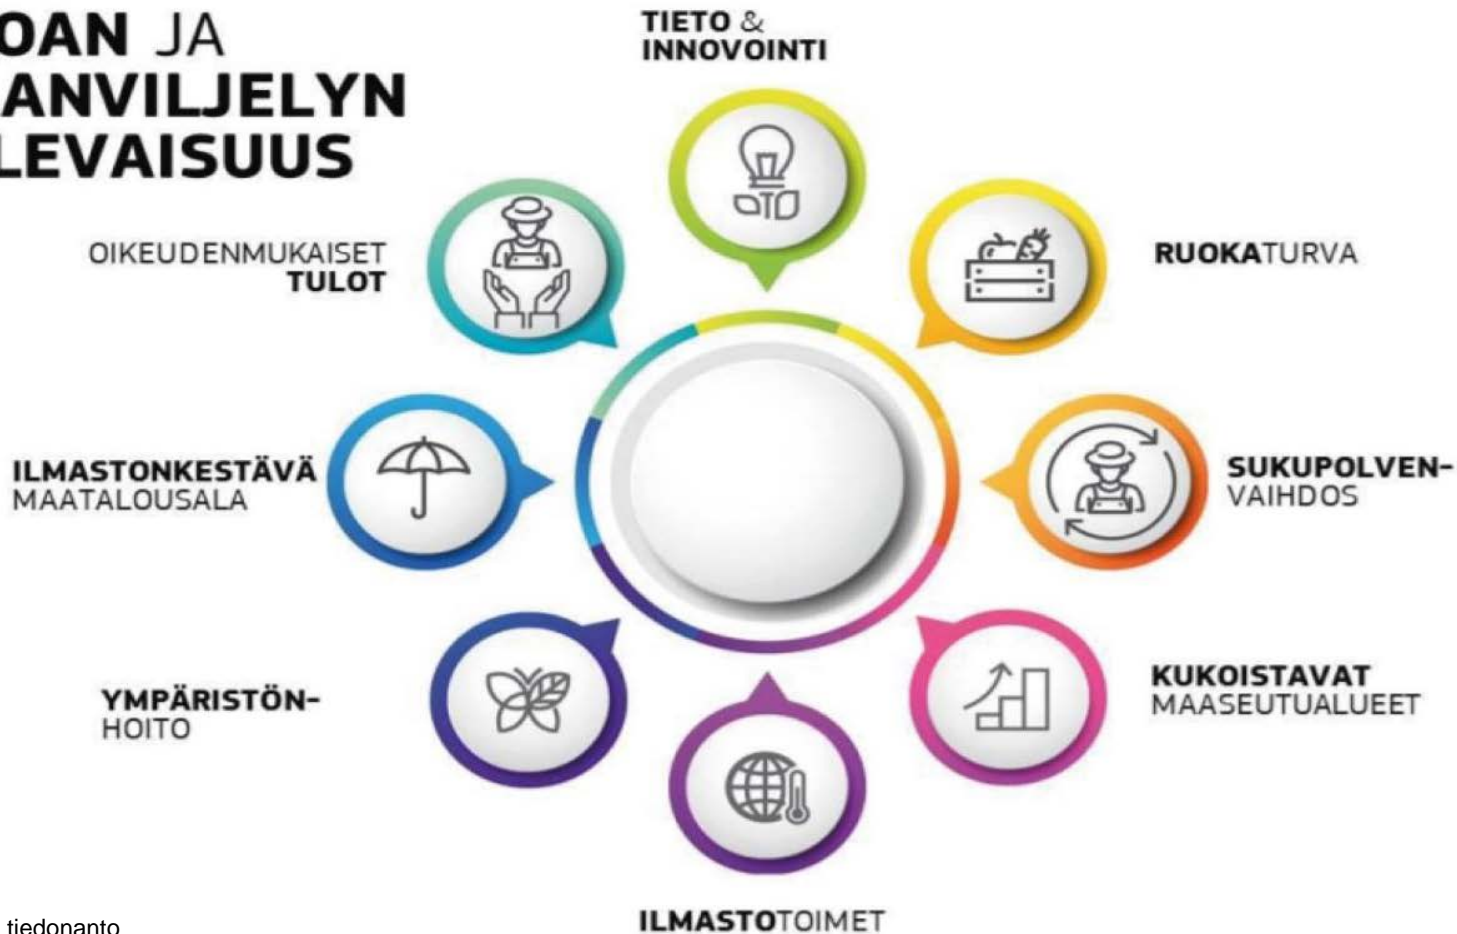 OAN JA
ANVILJELYN
LEVAISUUS
TIETO &
INNOVOINTI
OIKEUDENMUKAISET
TULOT
RUOKATURVA
ILMASTONKESTÄVÄ
MAATALOUSALA
SUKUPOLVEN-
VAIHDOS
YMPÄRISTÖN-
HOITO
KUKOISTAVAT
MAASEUTUALUEET
ILMASTOTOIMET
tiedonanto